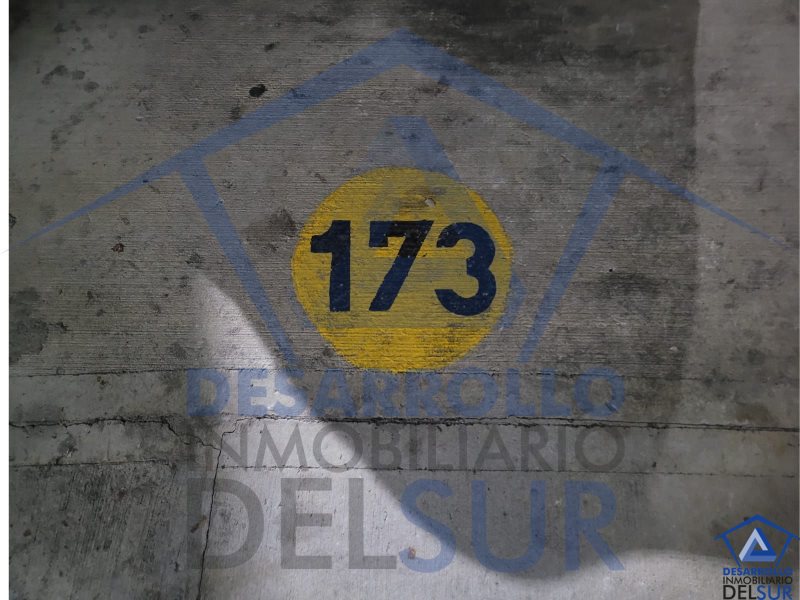 173
DESARROLLO
INMOBILIARIO
DELSUR
DESARROLLO
INMOBILIARIO
DELSUR